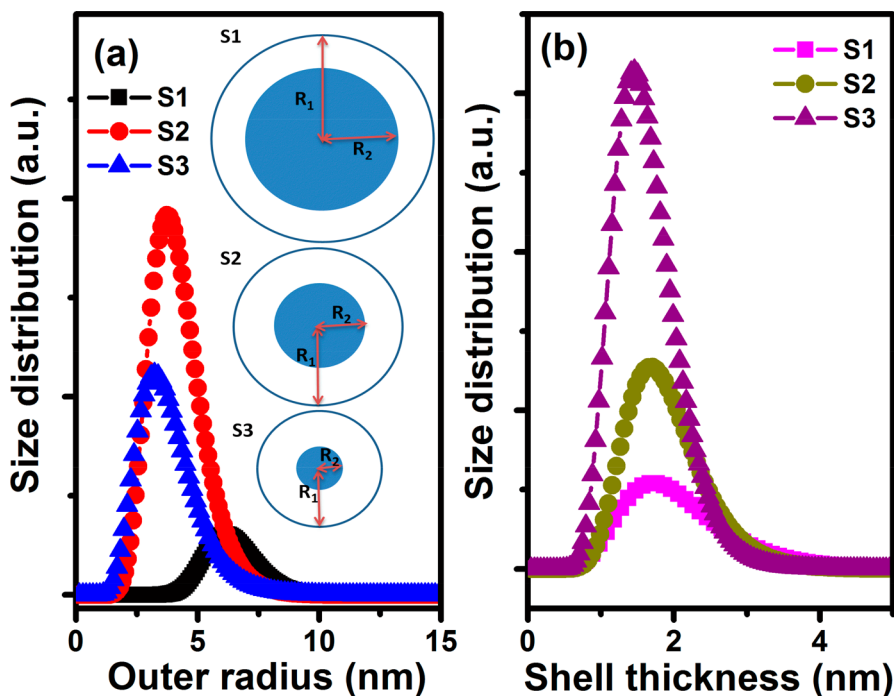 (a)
S1
S2
S3
S1
R₁
R₂
S2
R₂
R₁
S3
R₂
R₁
Size distribution (a.u.)
0 5 10 15
Outer radius (nm)
(b)
S1
S2
S3
Size distribution (a.u.)
0 2 4
Shell thickness (nm)